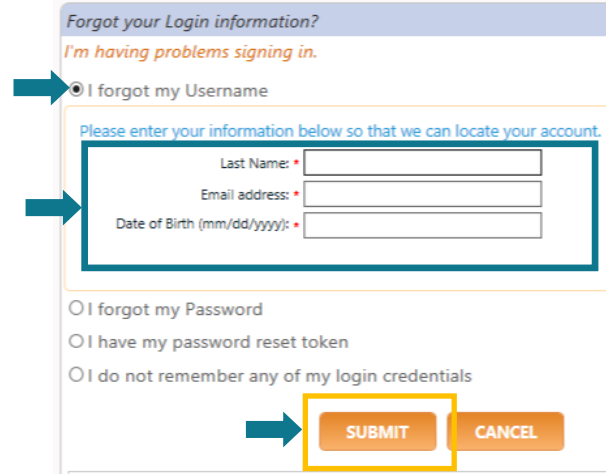 Forgot your Login information?
I'm having problems signing in.
I forgot my Username
Please enter your information below so that we can locate your account.
Last Name: *
Email address: *
Date of Birth (mm/dd/yyyy): *
I forgot my Password
I have my password reset token
I do not remember any of my login credentials
SUBMIT CANCEL